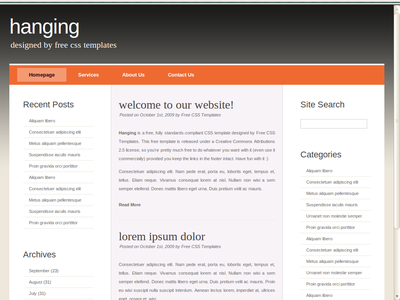 hanging
designed by free css templates
Homepage
Services
About Us
Contact Us
Recent Posts
Aliquam libero
Consectetuer adipiscing elit
Metus aliquam pellentesque
Suspendisse iaculis mauris
Proin gravida orci porttitor
Aliquam libero
Consectetuer adipiscing elit
Metus aliquam pellentesque
Suspendisse iaculis mauris
Proin gravida orci porttitor
Archives
September (23)
August (31)
July (31)
welcome to our website!
Posted on October 1st, 2009 by Free CSS Templates
Hanging is a free, fully standards-compliant CSS template designed by Free CSS
Templates. This free template is released under a Creative Commons Attributions
2.5 license, so you're pretty much free to do whatever you want with it (even use it
commercially) provided you keep the links in the footer intact. Have fun with it :)
Consectetuer adipiscing elit. Nam pede erat, porta eu, lobortis eget, tempus et,
tellus. Etiam neque. Vivamus consequat lorem at nisl. Nullam non wisi a sem
semper eleifend. Donec mattis libero eget urna. Duis pretium velit ac mauris.
Read More
lorem ipsum dolor
Posted on October 1st, 2009 by Free CSS Templates
Consectetuer adipiscing elit. Nam pede erat, porta eu, lobortis eget, tempus et,
tellus. Etiam neque. Vivamus consequat lorem at nisl. Nullam non wisi a sem
semper eleifend. Donec mattis libero eget urna. Duis pretium velit ac mauris. Proin
eu wisi suscipit nulla suscipit interdum. Aenean lectus lorem, imperdiet at, ultrices
eget, ornare et, wisi.
Site Search
Categories
Aliquam libero
Consectetuer adipiscing elit
Metus aliquam pellentesque
Suspendisse iaculis mauris
Urnanet non molestie semper
Proin gravida orci porttitor
Aliquam libero
Consectetuer adipiscing elit
Metus aliquam pellentesque
Suspendisse iaculis mauris
Urnanet non molestie semper
Proin gravida orci porttitor